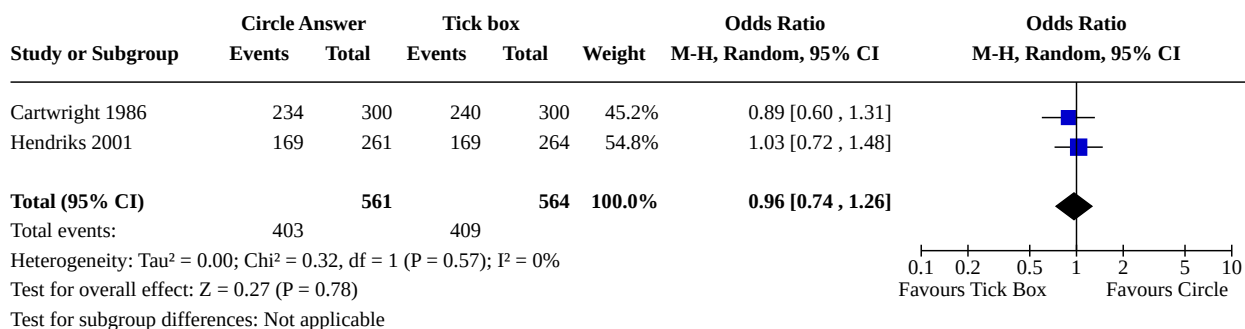 Circle Answer Tick box Odds Ratio Odds Ratio
Study or Subgroup Events Total Events Total Weight M-H, Random, 95% CI M-H, Random, 95% CI
Cartwright 1986 234 300 240 300 45.2% 0.89 [0.60 , 1.31]
Hendriks 2001 169 261 169 264 54.8% 1.03 [0.72 , 1.48]
Total (95% CI) 561 564 100.0% 0.96 [0.74 , 1.26]
Total events: 403 409
Heterogeneity: Tau² = 0.00; Chi² = 0.32, df = 1 (P = 0.57); I² = 0%
0.1 0.2 0.5 1 2 5 10
Test for overall effect: Z = 0.27 (P = 0.78) Favours Tick Box Favours Circle
Test for subgroup differences: Not applicable